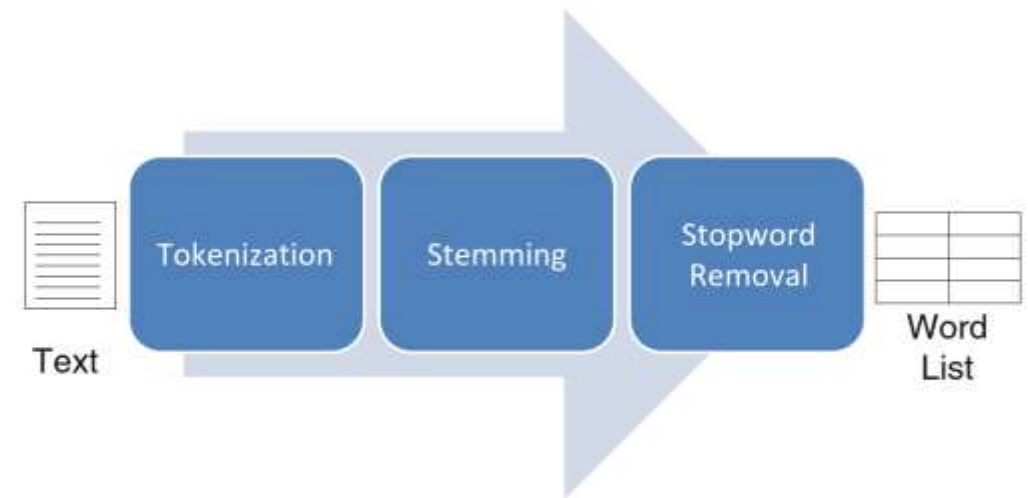 Text
Tokenization
Stemming
Stopword
Removal
Word
List